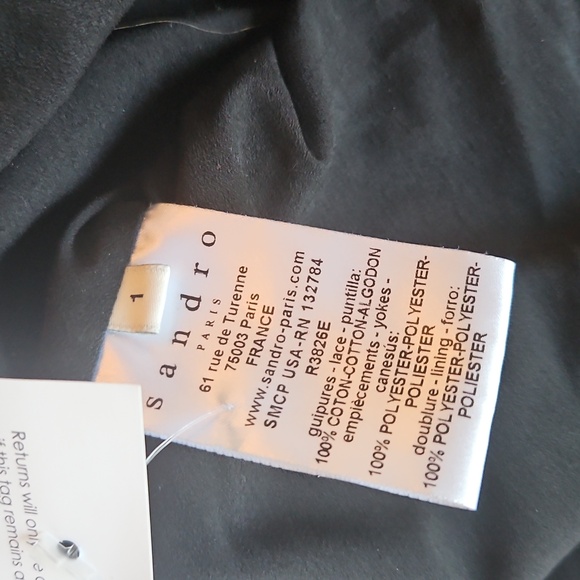 1
sandro
PARIS
61 rue de Turenne
75003 Paris
FRANCE
www.sandro-paris.com
SMCP USA-RN 132784
R3826E
guipures - lace - puntilla:
100% COTON-COTTON-ALGODON
empiècements - yokes -
canesús:
100% POLYESTER-POLYESTER-
POLIESTER
doublure - lining - forro:
100% POLYESTER-POLYESTER-
POLIESTER
Returns will only
if this tag remains